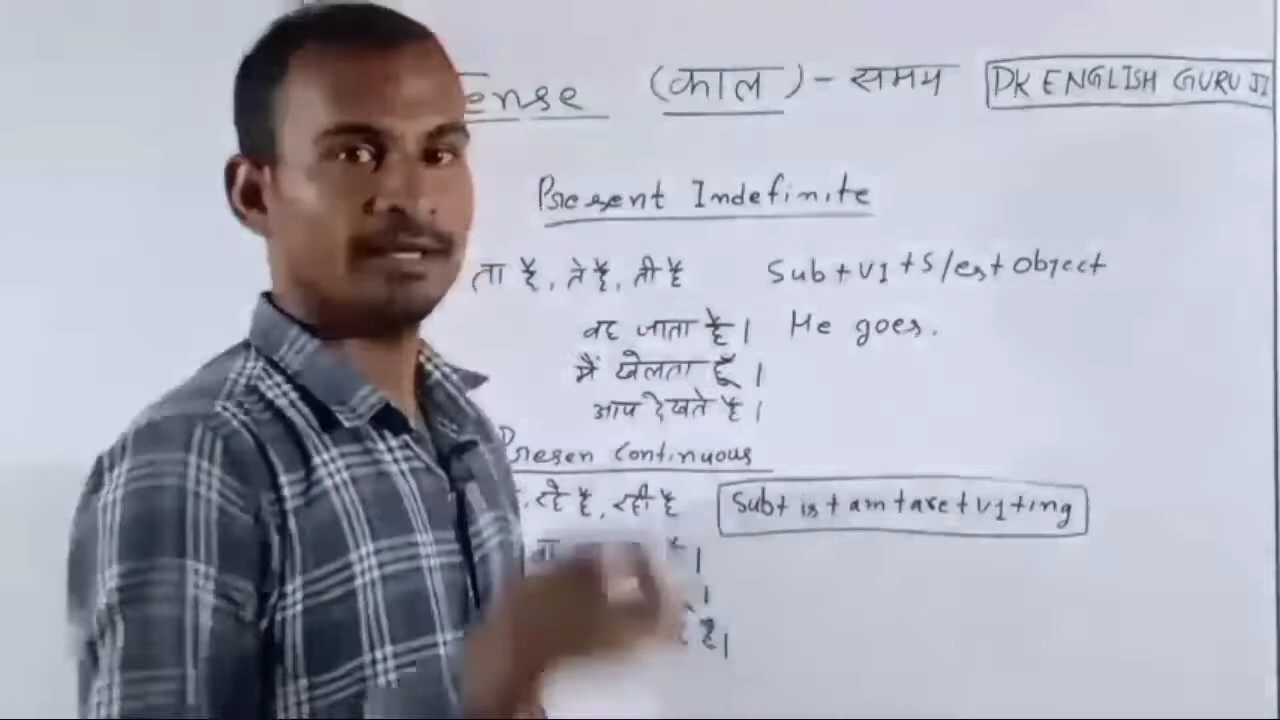 ense (काल) - समय DK ENGLISH GURU JI
Present Indefinite
ता है, ते है, ती है Sub + V1 + S/es + Object
वह जाता है। He goes.
मैं खेलता हूँ।
आप देखते है।
Presen Continuous
रहे है, रही है Sub + is + am + are + V1 + ing
है।